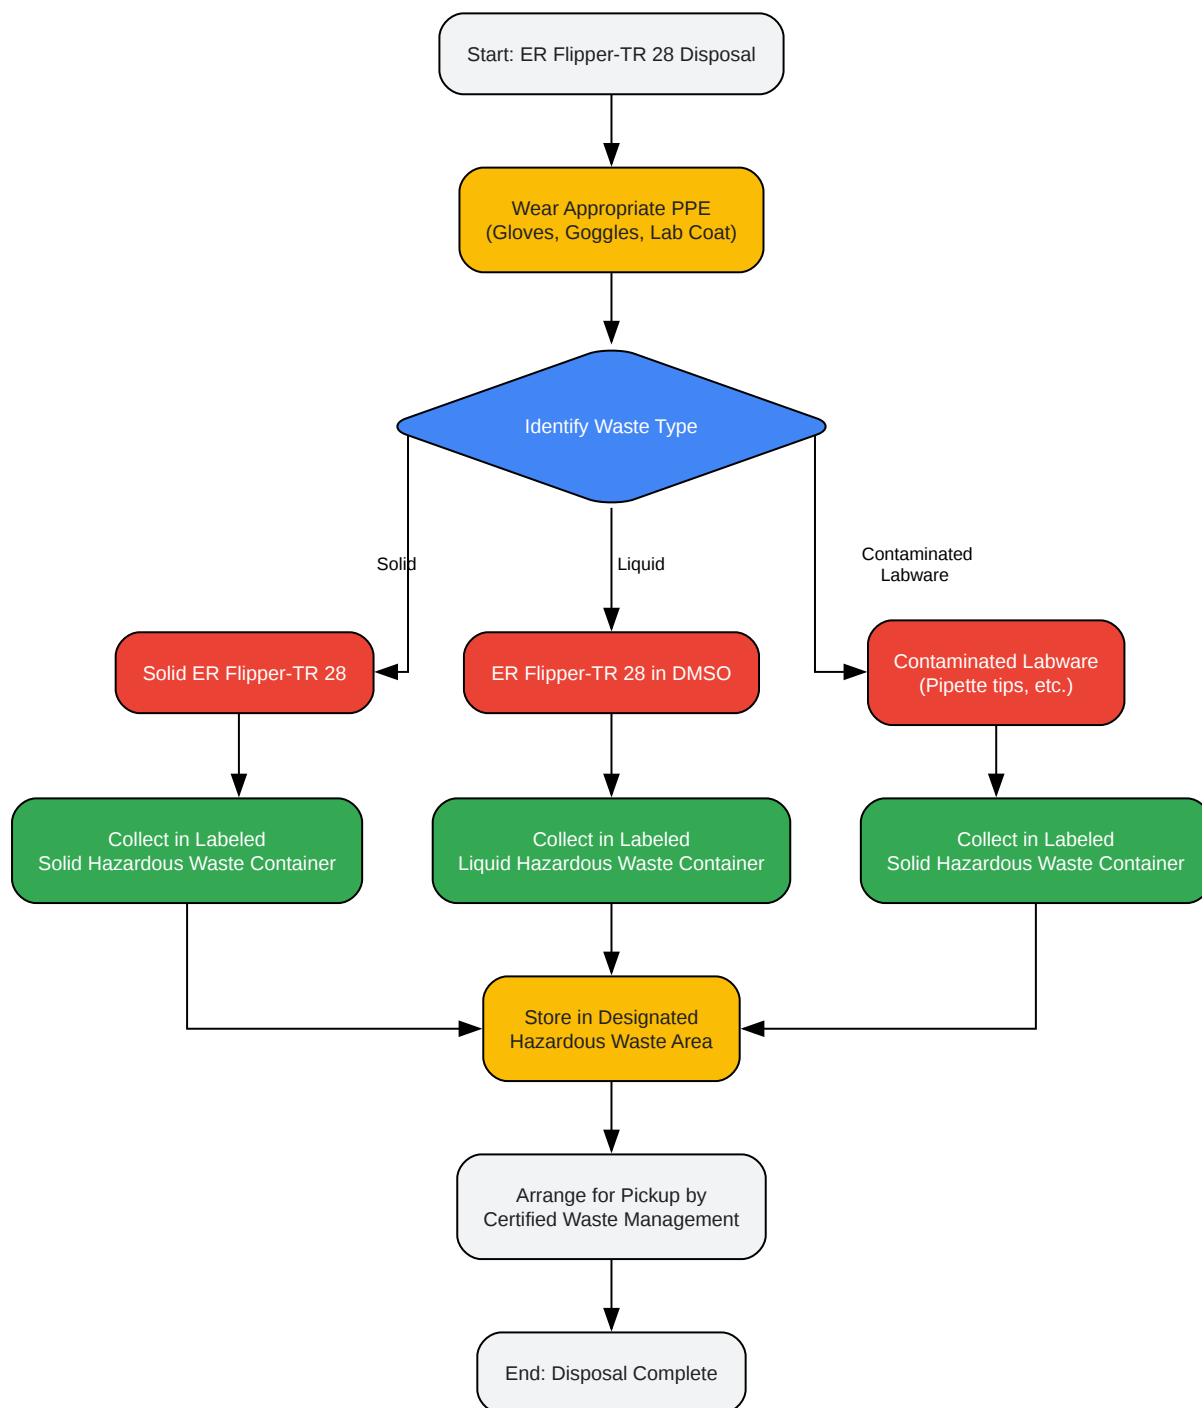 Start: ER Flipper-TR 28 Disposal
Wear Appropriate PPE
(Gloves, Goggles, Lab Coat)
Identify Waste Type
Solid
Liquid
Contaminated
Labware
Solid ER Flipper-TR 28
ER Flipper-TR 28 in DMSO
Contaminated Labware
(Pipette tips, etc.)
Collect in Labeled
Solid Hazardous Waste Container
Collect in Labeled
Liquid Hazardous Waste Container
Collect in Labeled
Solid Hazardous Waste Container
Store in Designated
Hazardous Waste Area
Arrange for Pickup by
Certified Waste Management
End: Disposal Complete